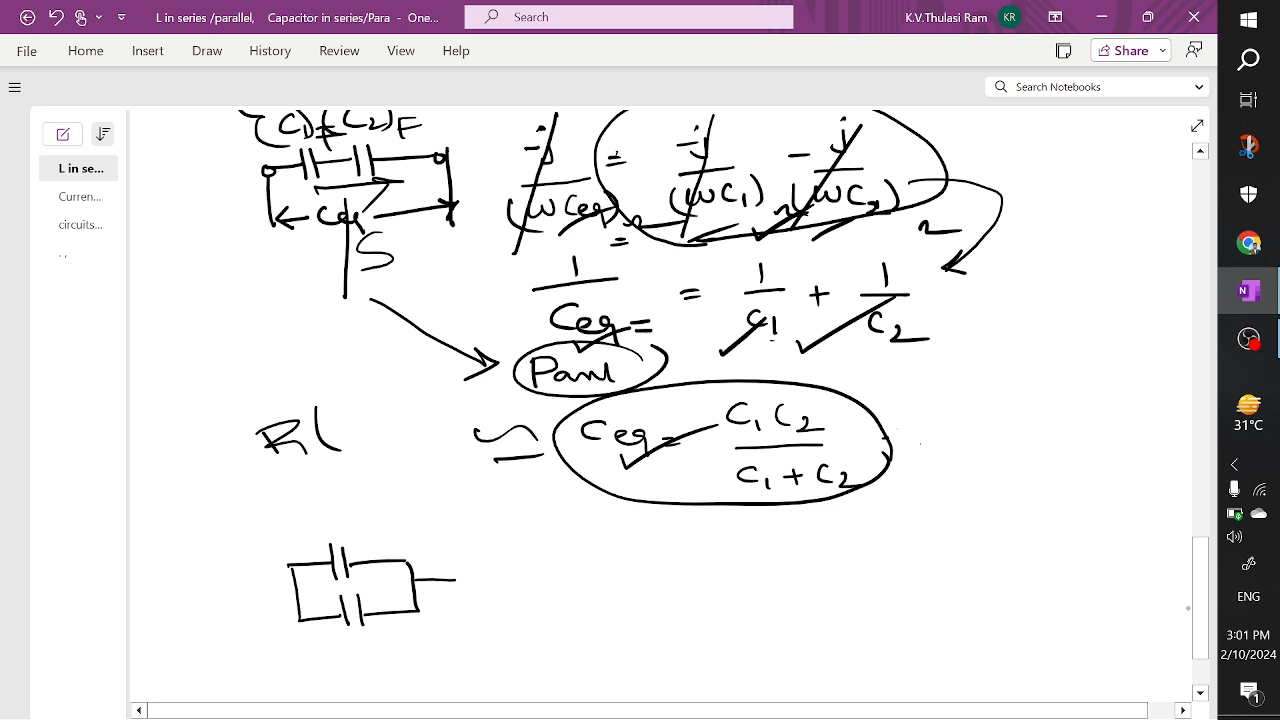 L in series /parallel, Capacitor in series/Para - One...
Search
K.V.Thulasi Ram KR
File Home Insert Draw History Review View Help
Share
Search Notebooks
L in se...
Curren...
circuits...
(C1) (C2)F
Ceq
S
-j/(ωCeq) = -j/(ωC1) - j/(ωC2)
=
1/Ceq = 1/C1 + 1/C2
RL
Ceq = C1 C2/C1 + C2
31°C
ENG
3:01 PM
2/10/2024
1